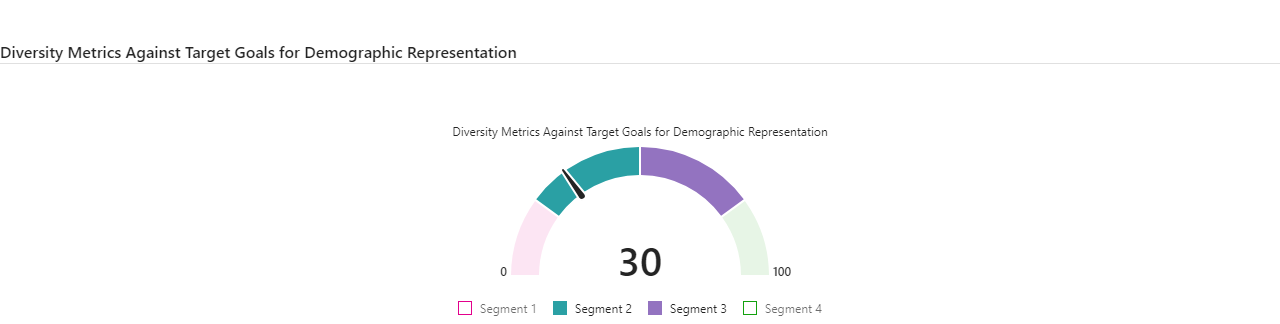 Diversity Metrics Against Target Goals for Demographic Representation
Diversity Metrics Against Target Goals for Demographic Representation
30
0
100
Segment 1
Segment 2
Segment 3
Segment 4